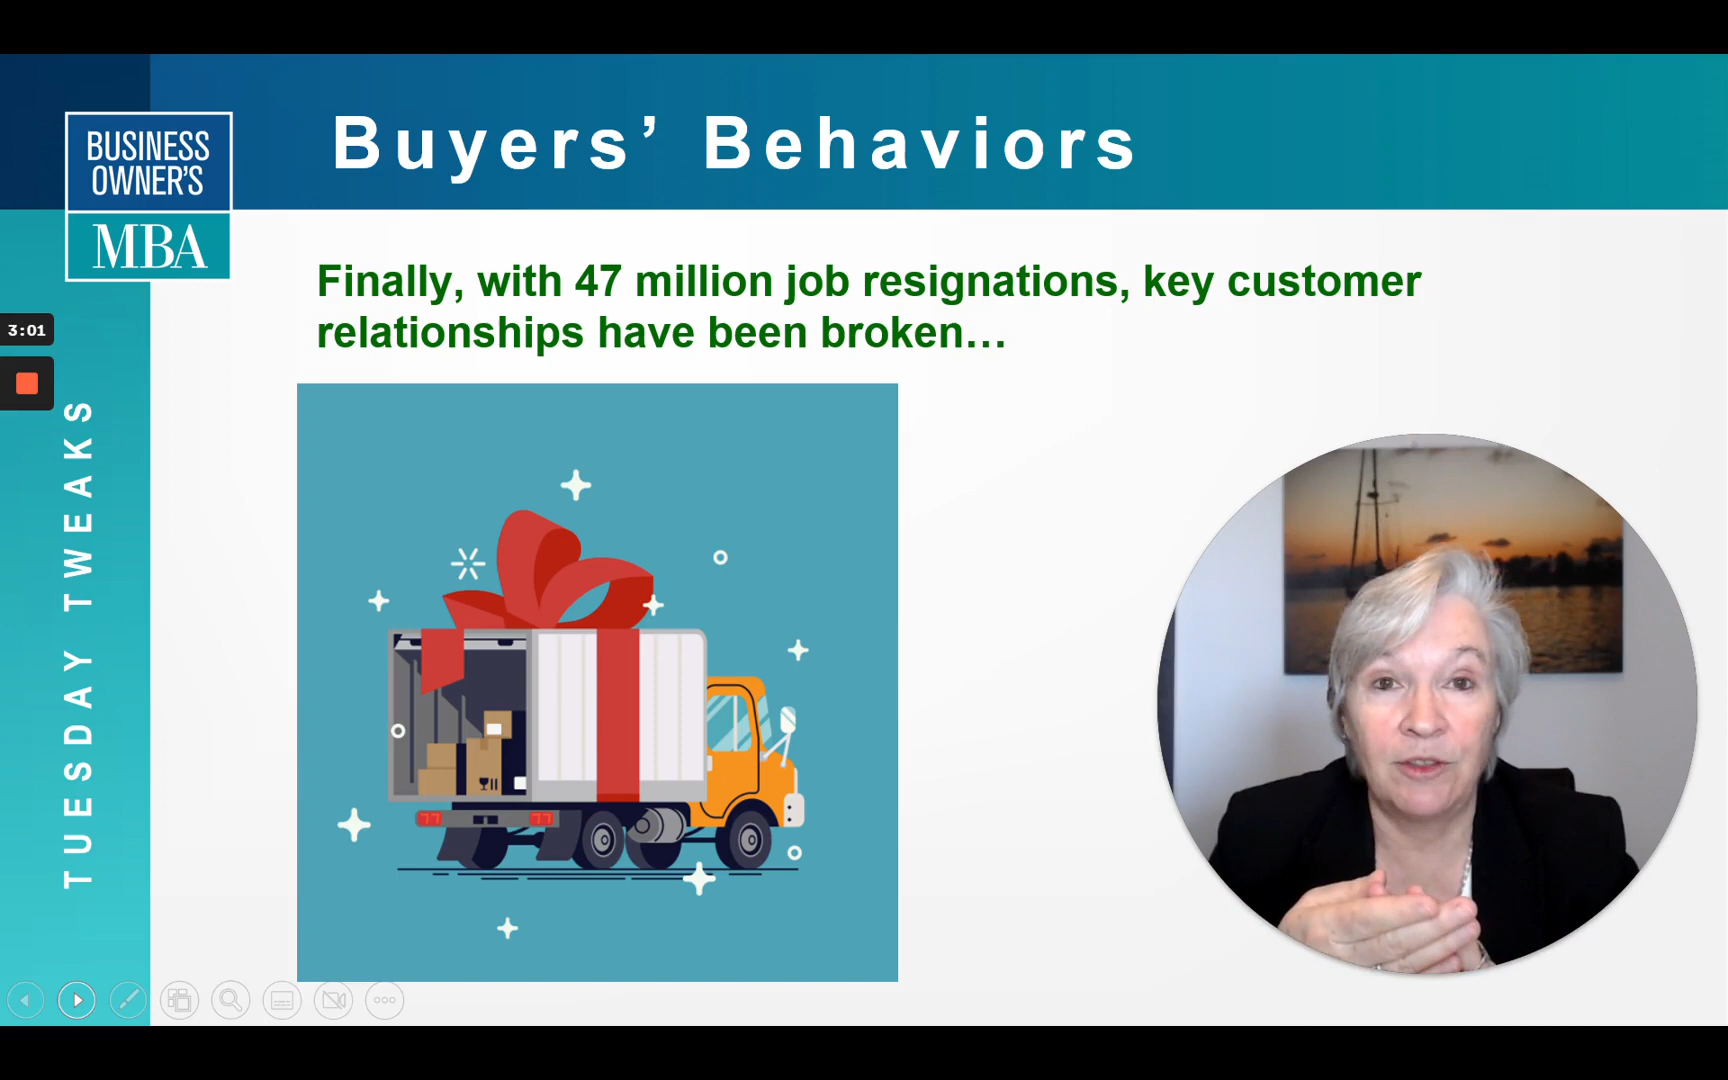 Buyers’ Behaviors
BUSINESS
OWNER'S
MBA
Finally, with 47 million job resignations, key customer
relationships have been broken…
3:01
TUESDAY TWEAKS